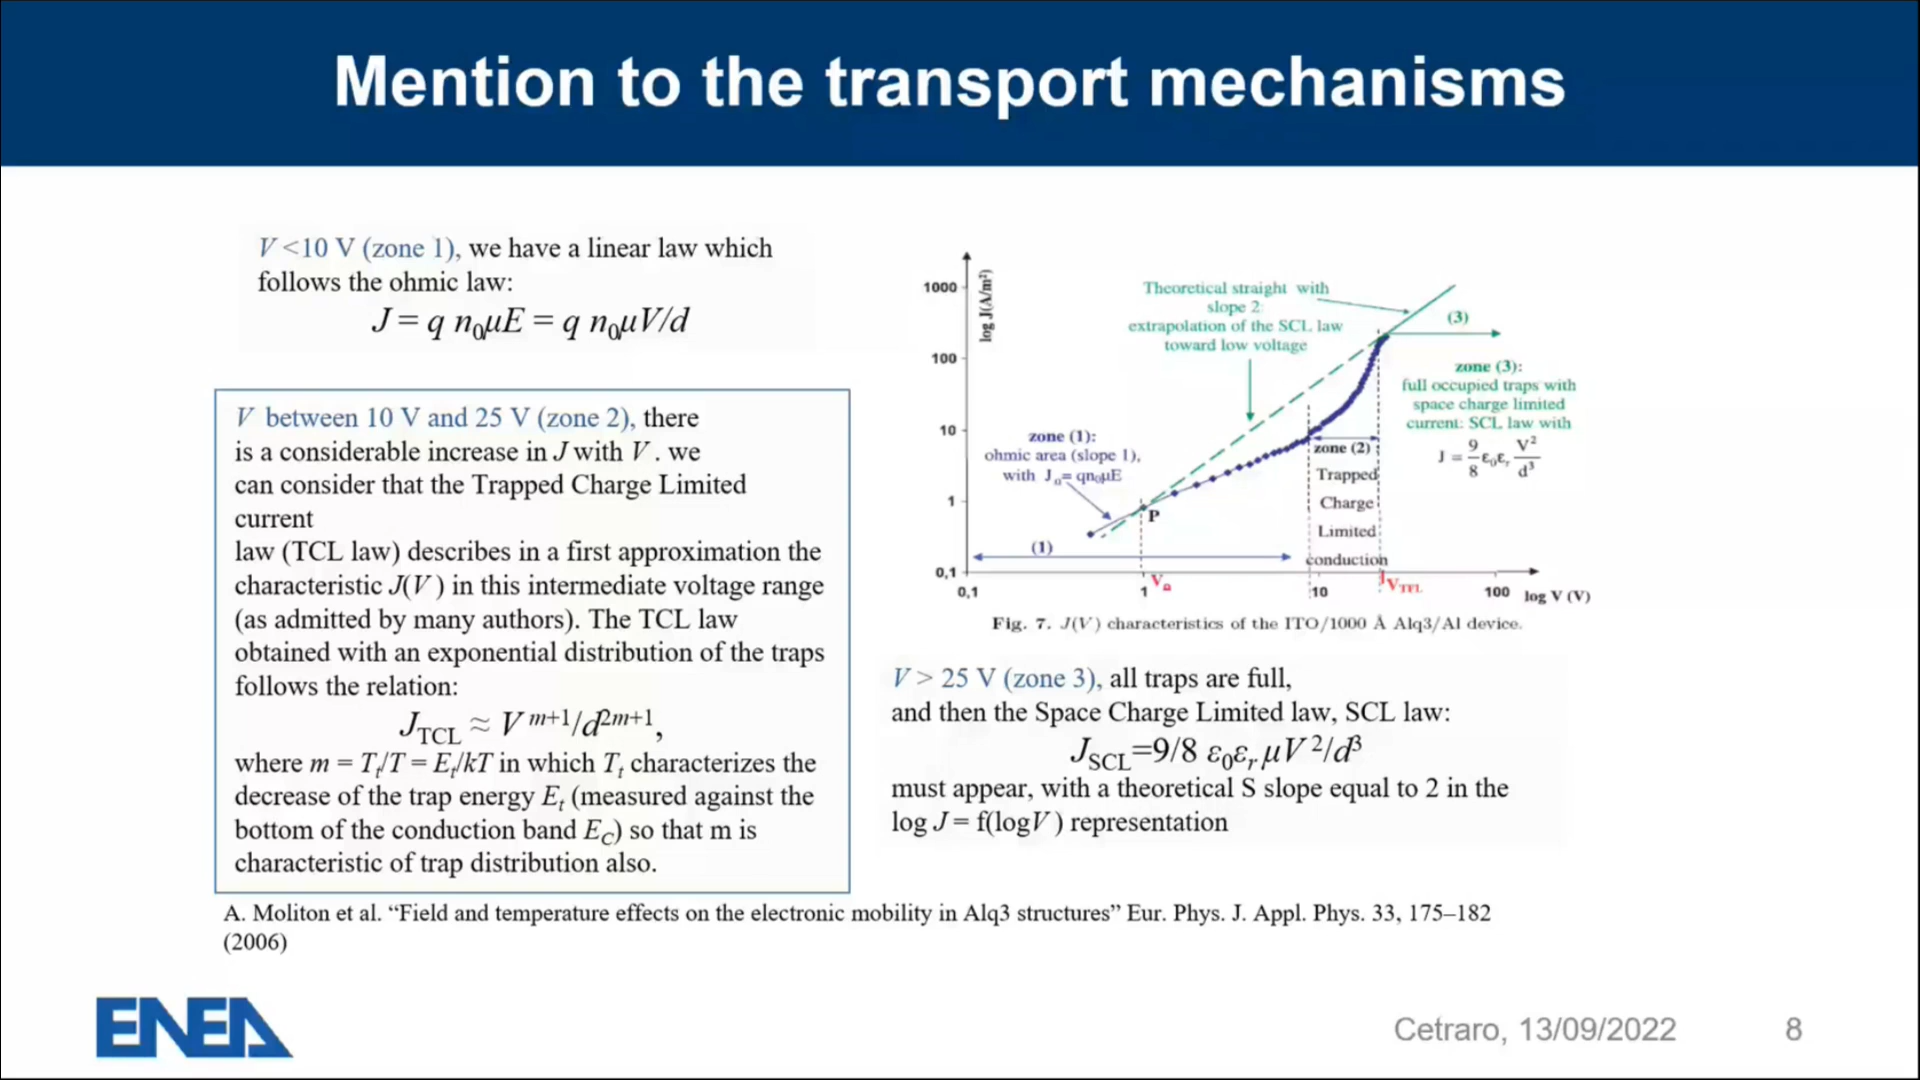 Mention to the transport mechanisms
V <10 V (zone 1), we have a linear law which
follows the ohmic law:
J = q n₀μE = q n₀μV/d
V between 10 V and 25 V (zone 2), there
is a considerable increase in J with V . we
can consider that the Trapped Charge Limited
current
law (TCL law) describes in a first approximation the
characteristic J(V ) in this intermediate voltage range
(as admitted by many authors). The TCL law
obtained with an exponential distribution of the traps
follows the relation:
J_TCL ≈ V^m+1/d^2m+1,
where m = T_t/T = E_t/kT in which T_t characterizes the
decrease of the trap energy E_t (measured against the
bottom of the conduction band E_C) so that m is
characteristic of trap distribution also.
log J(A/m²)
1000
100
10
1
0,1
Theoretical straight with
slope 2:
extrapolation of the SCL law
toward low voltage
(3)
zone (3):
full occupied traps with
space charge limited
current: SCL law with
J = 9/8 ε₀εᵣ V²/d³
zone (1):
ohmic area (slope 1),
with J_Ω= qn₀μE
P
(1)
zone (2)
Trapped
Charge
Limited
conduction
0,1
1
V_Ω
10
V_TFL
100
log V (V)
Fig. 7. J(V) characteristics of the ITO/1000 Å Alq3/Al device.
V > 25 V (zone 3), all traps are full,
and then the Space Charge Limited law, SCL law:
J_SCL=9/8 ε₀εᵣ μV²/d³
must appear, with a theoretical S slope equal to 2 in the
log J = f(logV ) representation
A. Moliton et al. “Field and temperature effects on the electronic mobility in Alq3 structures” Eur. Phys. J. Appl. Phys. 33, 175–182
(2006)
ENEA
Cetraro, 13/09/2022
8